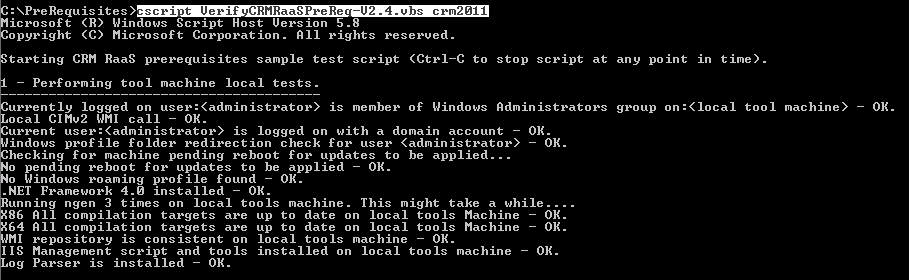 C:\PreRequisites>cscript VerifyCRMRaaSPreReq-V2.4.vbs crm2011
Microsoft (R) Windows Script Host Version 5.8
Copyright (C) Microsoft Corporation. All rights reserved.
Starting CRM RaaS prerequisites sample test script (Ctrl-C to stop script at any point in time).
1 - Performing tool machine local tests.
----------------------------------------
Currently logged on user:<administrator> is member of Windows Administrators group on:<local tool machine> - OK.
Local CIMv2 WMI call - OK.
Current user:<administrator> is logged on with a domain account - OK.
Windows profile folder redirection check for user <administrator> - OK.
Checking for machine pending reboot for updates to be applied...
No pending reboot for updates to be applied - OK.
No Windows roaming profile found - OK.
.NET Framework 4.0 installed - OK.
Running ngen 3 times on local tools machine. This might take a while....
X86 All compilation targets are up to date on local tools Machine - OK.
X64 All compilation targets are up to date on local tools Machine - OK.
WMI repository is consistent on local tools machine - OK.
IIS Management script and tools installed on local tools machine - OK.
Log Parser is installed - OK.